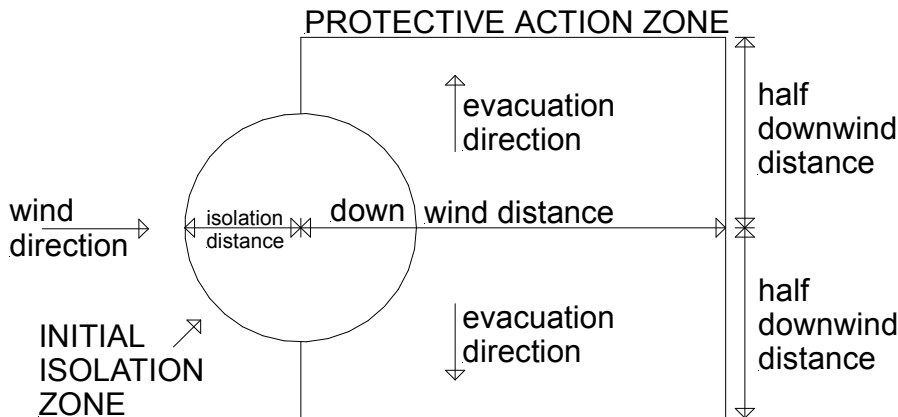 PROTECTIVE ACTION ZONE
evacuation
direction
half
downwind
distance
wind
direction
isolation
distance
down wind distance
evacuation
direction
half
downwind
distance
INITIAL
ISOLATION
ZONE